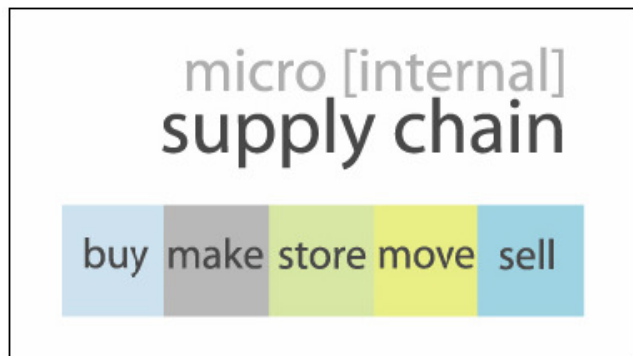 micro [internal]
supply chain
buy make store move sell